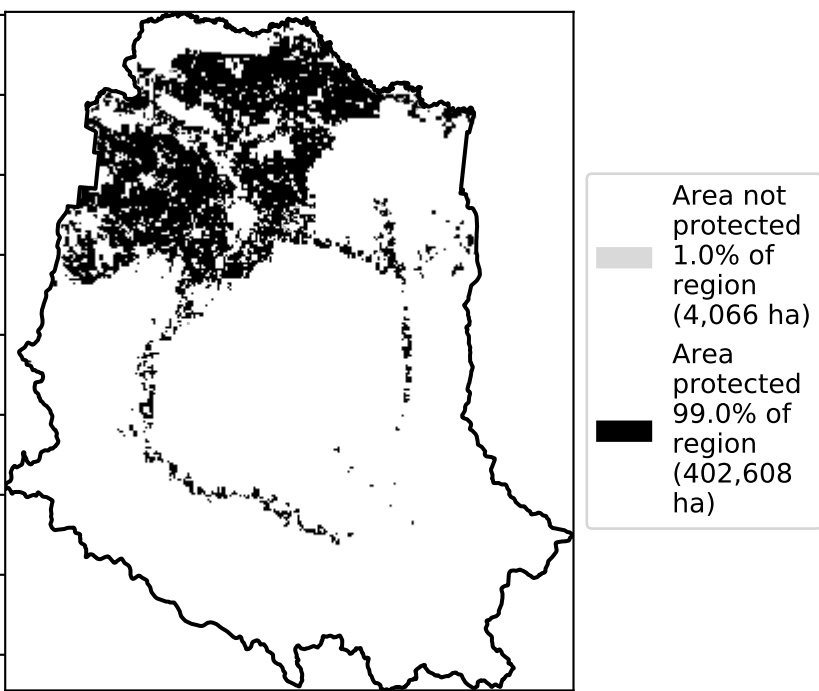 Area not
protected
1.0% of
region
(4,066 ha)
Area
protected
99.0% of
region
(402,608
ha)